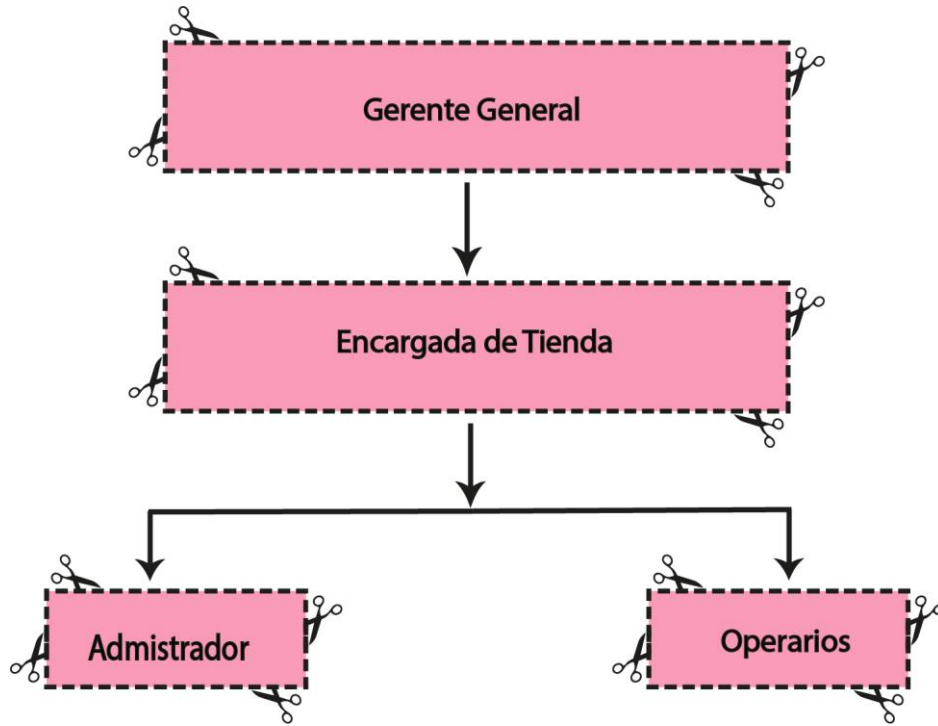 Gerente General
Encargada de Tienda
Admistrador
Operarios